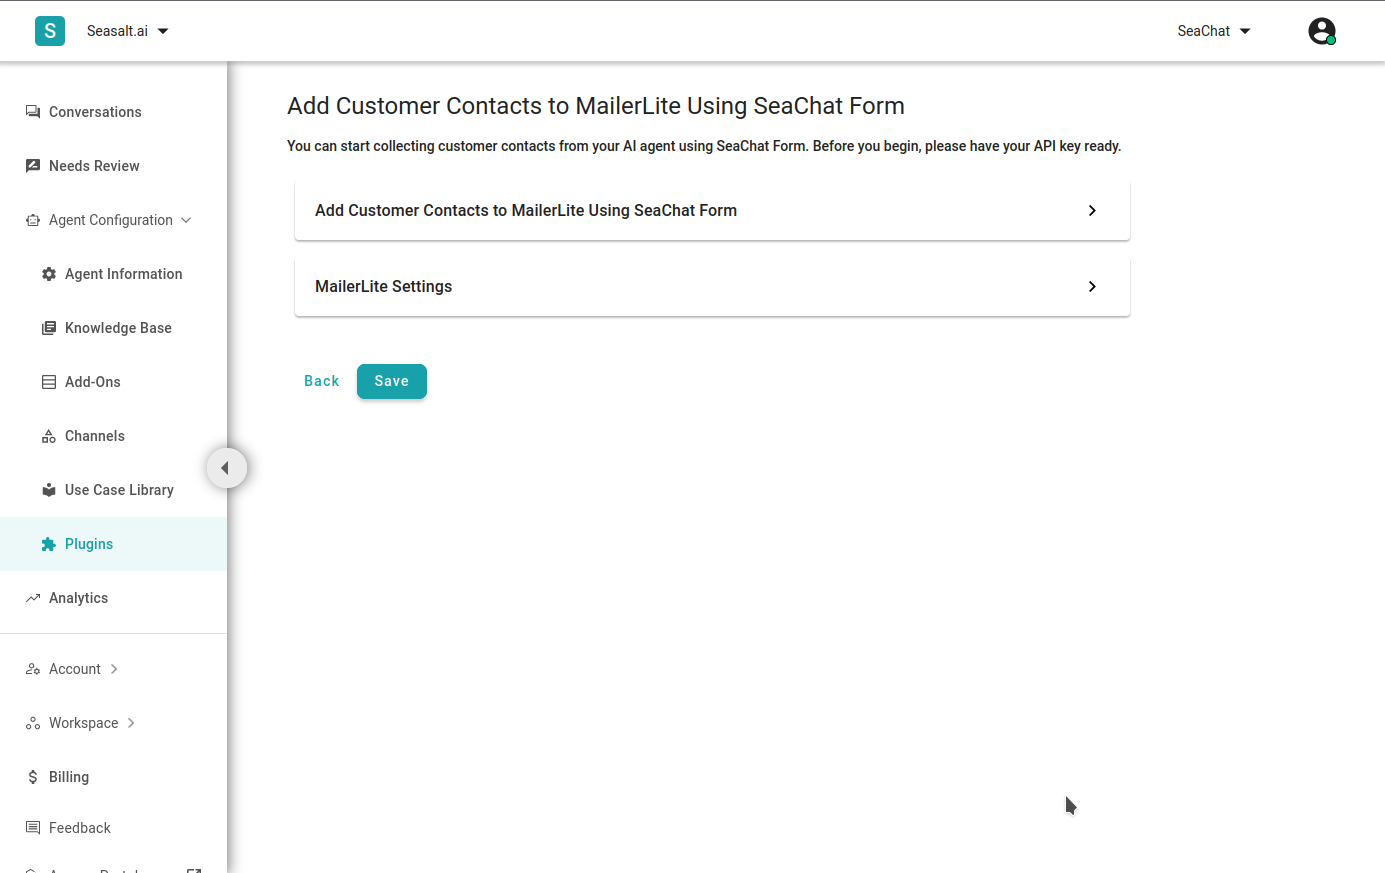 S Seasalt.ai
SeaChat
Conversations
Needs Review
Agent Configuration
Agent Information
Knowledge Base
Add-Ons
Channels
Use Case Library
Plugins
Analytics
Account
Workspace
Billing
Feedback
Add Customer Contacts to MailerLite Using SeaChat Form
You can start collecting customer contacts from your AI agent using SeaChat Form. Before you begin, please have your API key ready.
Add Customer Contacts to MailerLite Using SeaChat Form
MailerLite Settings
Back Save